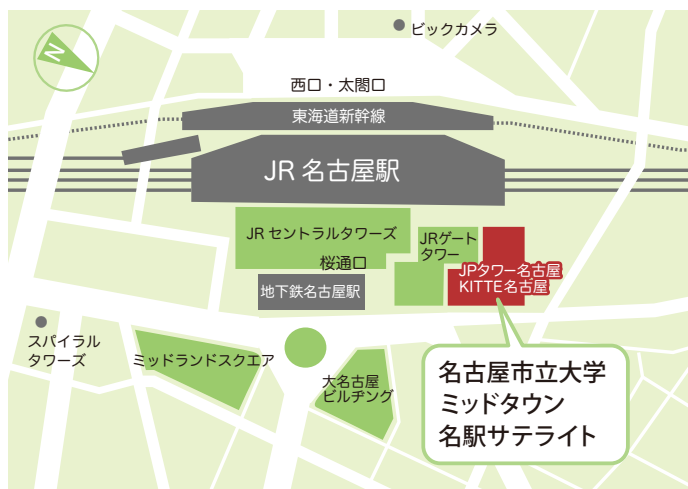 ビックカメラ
N
西口・太閤口
東海道新幹線
JR 名古屋駅
JR セントラルタワーズ
JRゲート
タワー
桜通口
JPタワー名古屋
KITTE名古屋
地下鉄名古屋駅
スパイラル
タワーズ
ミッドランドスクエア
大名古屋
ビルヂング
名古屋市立大学
ミッドタウン
名駅サテライト